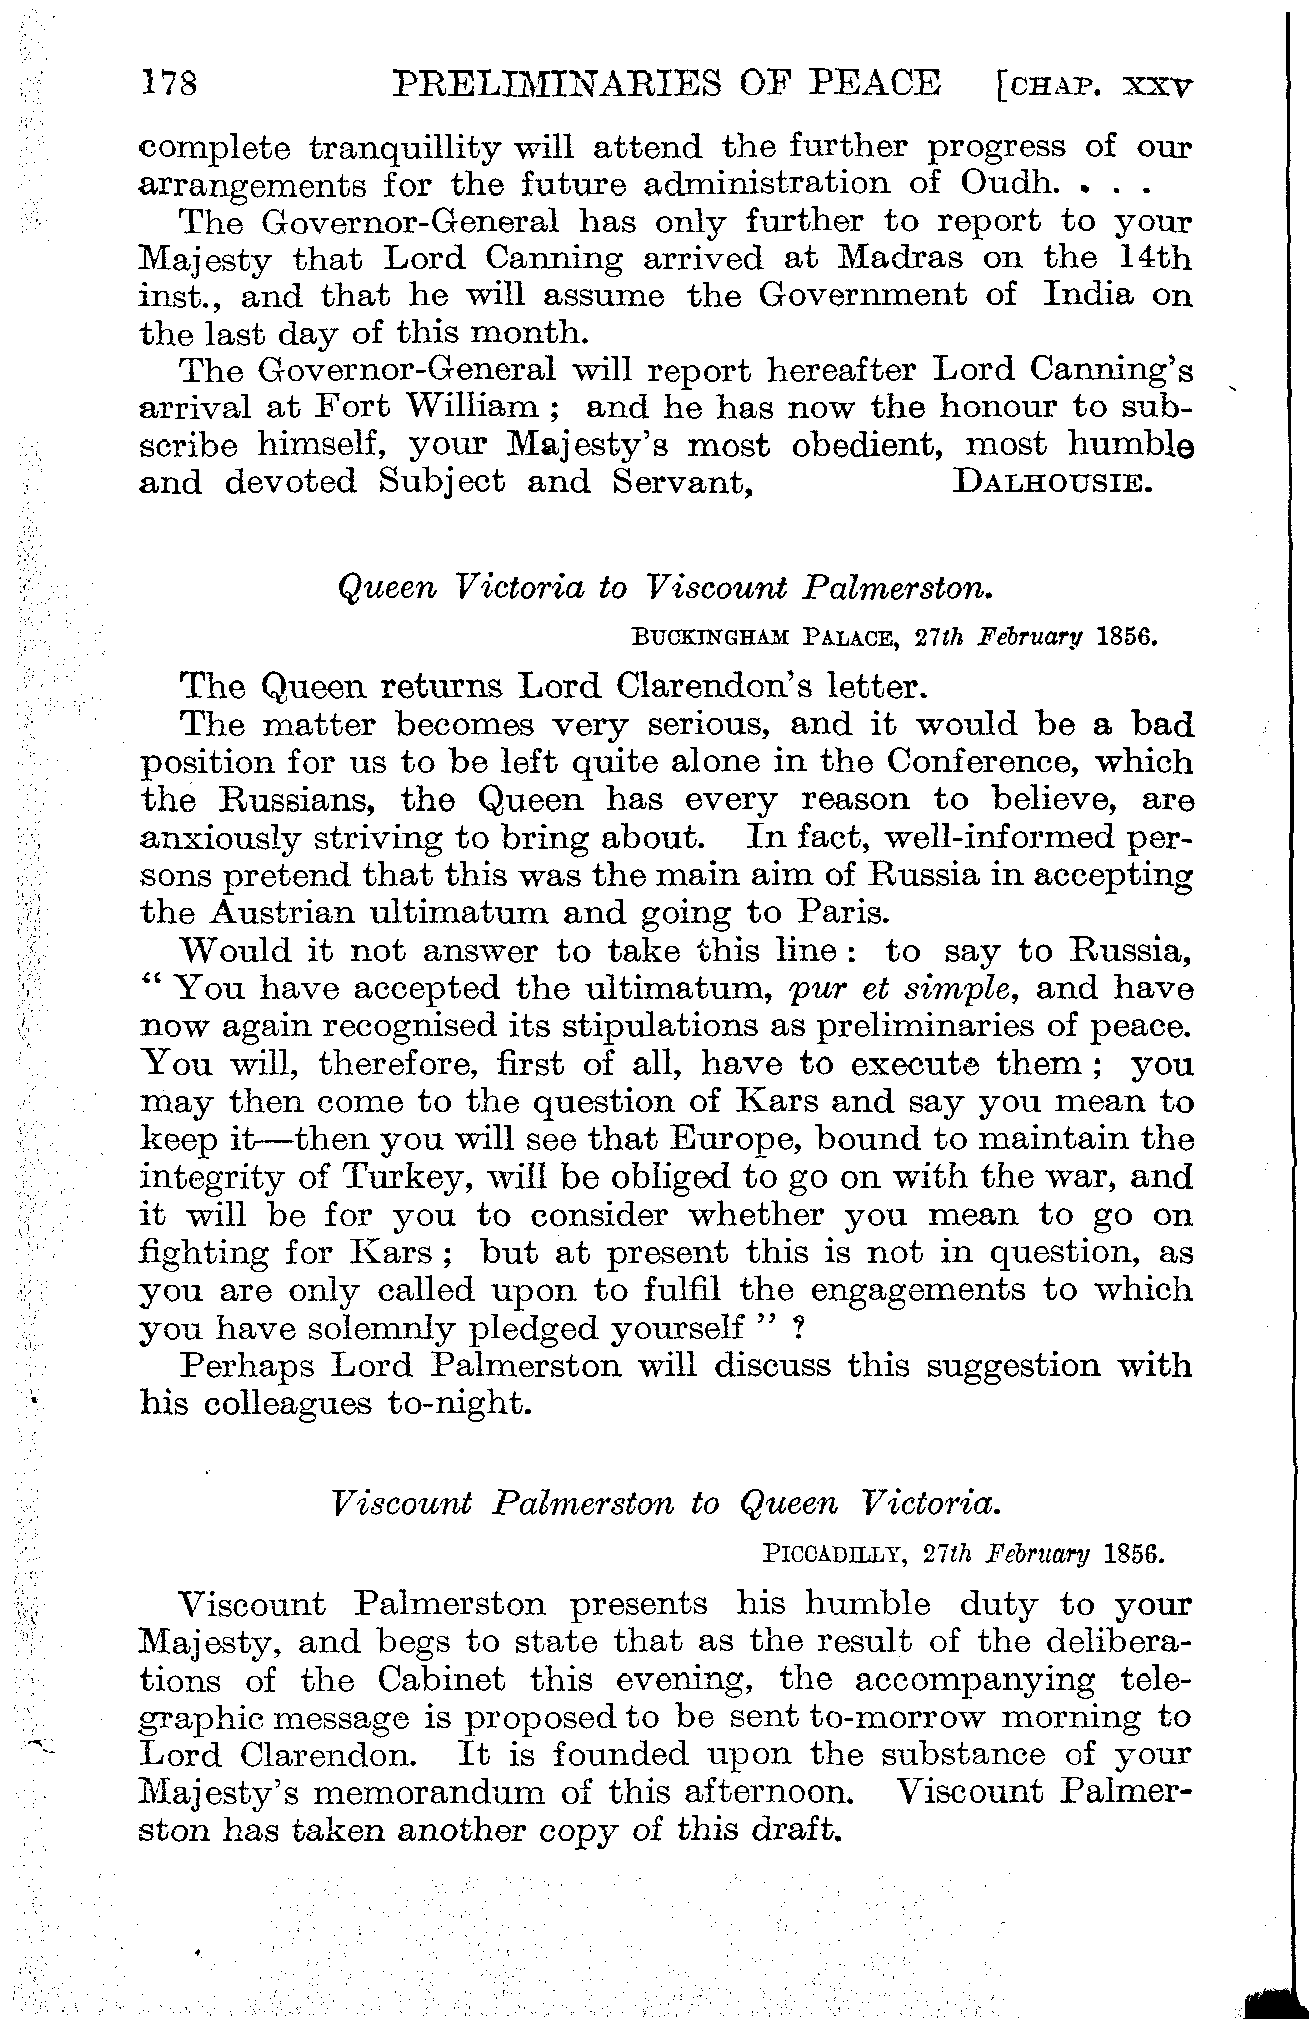 178 PRELIMINARIES OF PEACE [CHAP. XXV
complete tranquillity will attend the further progress of our
arrangements for the future administration of Oudh. . . .
The Governor-General has only further to report to your
Majesty that Lord Canning arrived at Madras on the 14th
inst., and that he will assume the Government of India on
the last day of this month.
The Governor-General will report hereafter Lord Canning's
arrival at Fort William ; and he has now the honour to sub-
scribe himself, your Majesty's most obedient, most humble
and devoted Subject and Servant, DALHOUSIE.
Queen Victoria to Viscount Palmerston.
BUCKINGHAM PALACE, 27th February 1856.
The Queen returns Lord Clarendon's letter.
The matter becomes very serious, and it would be a bad
position for us to be left quite alone in the Conference, which
the Russians, the Queen has every reason to believe, are
anxiously striving to bring about. In fact, well-informed per-
sons pretend that this was the main aim of Russia in accepting
the Austrian ultimatum and going to Paris.
Would it not answer to take this line : to say to Russia,
“ You have accepted the ultimatum, pur et simple, and have
now again recognised its stipulations as preliminaries of peace.
You will, therefore, first of all, have to execute them ; you
may then come to the question of Kars and say you mean to
keep it—then you will see that Europe, bound to maintain the
integrity of Turkey, will be obliged to go on with the war, and
it will be for you to consider whether you mean to go on
fighting for Kars ; but at present this is not in question, as
you are only called upon to fulfil the engagements to which
you have solemnly pledged yourself ” ?
Perhaps Lord Palmerston will discuss this suggestion with
his colleagues to-night.
Viscount Palmerston to Queen Victoria.
PICCADILLY, 27th February 1856.
Viscount Palmerston presents his humble duty to your
Majesty, and begs to state that as the result of the delibera-
tions of the Cabinet this evening, the accompanying tele-
graphic message is proposed to be sent to-morrow morning to
Lord Clarendon. It is founded upon the substance of your
Majesty's memorandum of this afternoon. Viscount Palmer-
ston has taken another copy of this draft.